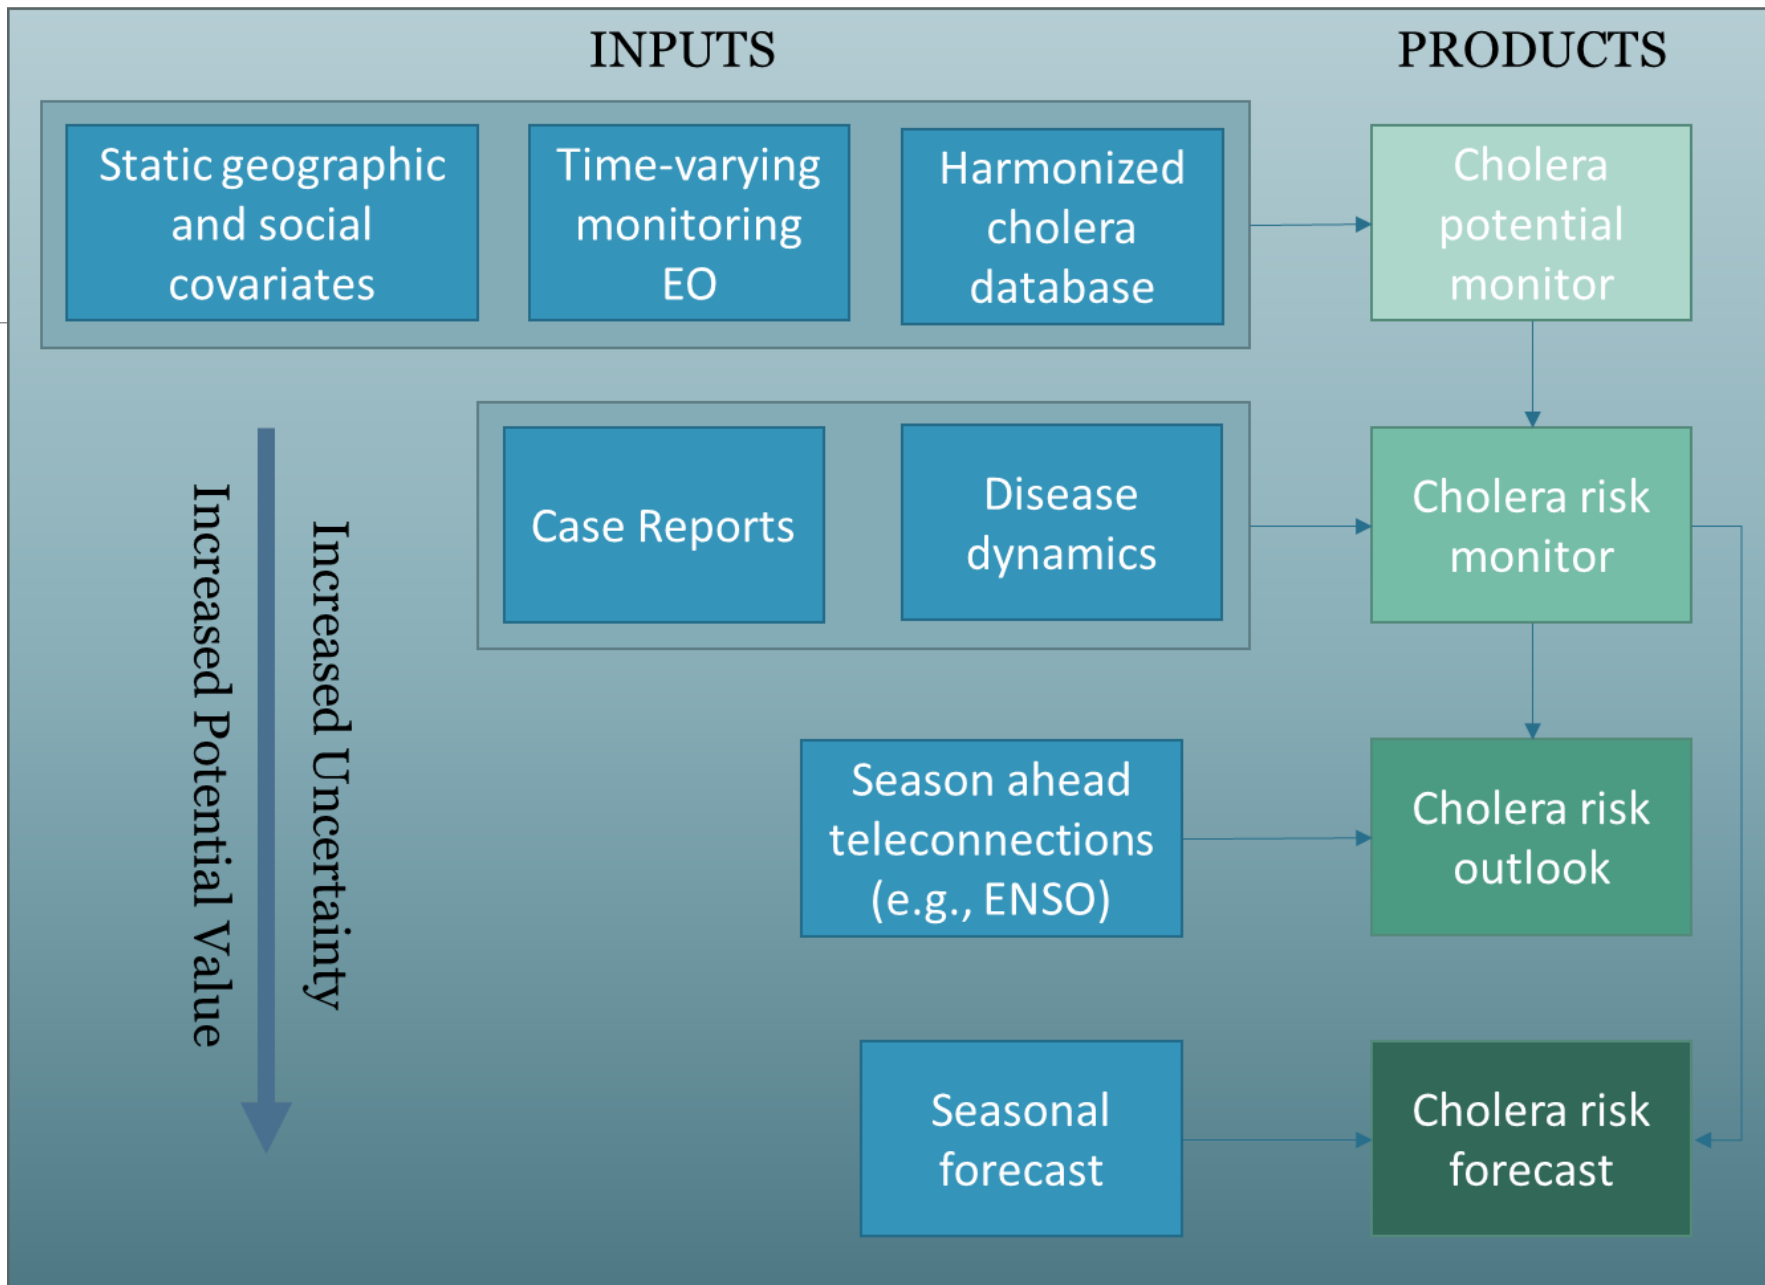 INPUTS
PRODUCTS
Static geographic
and social
covariates
Time-varying
monitoring
EO
Harmonized
cholera
database
Cholera
potential
monitor
Case Reports
Disease
dynamics
Cholera risk
monitor
Increased Potential Value
Increased Uncertainty
Season ahead
teleconnections
(e.g., ENSO)
Cholera risk
outlook
Seasonal
forecast
Cholera risk
forecast